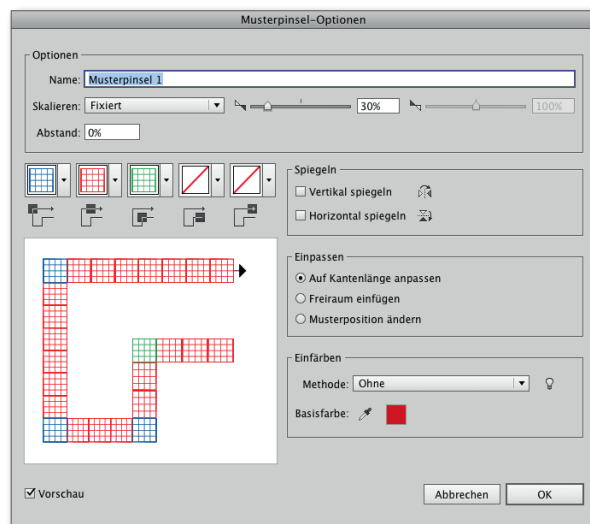 Musterpinsel-Optionen
Optionen
Name: Musterpinsel 1
Skalieren: Fixiert 30% 100%
Abstand: 0%
Spiegeln
Vertikal spiegeln
Horizontal spiegeln
Einpassen
Auf Kantenlänge anpassen
Freiraum einfügen
Musterposition ändern
Einfärben
Methode: Ohne
Basisfarbe:
Vorschau
Abbrechen OK